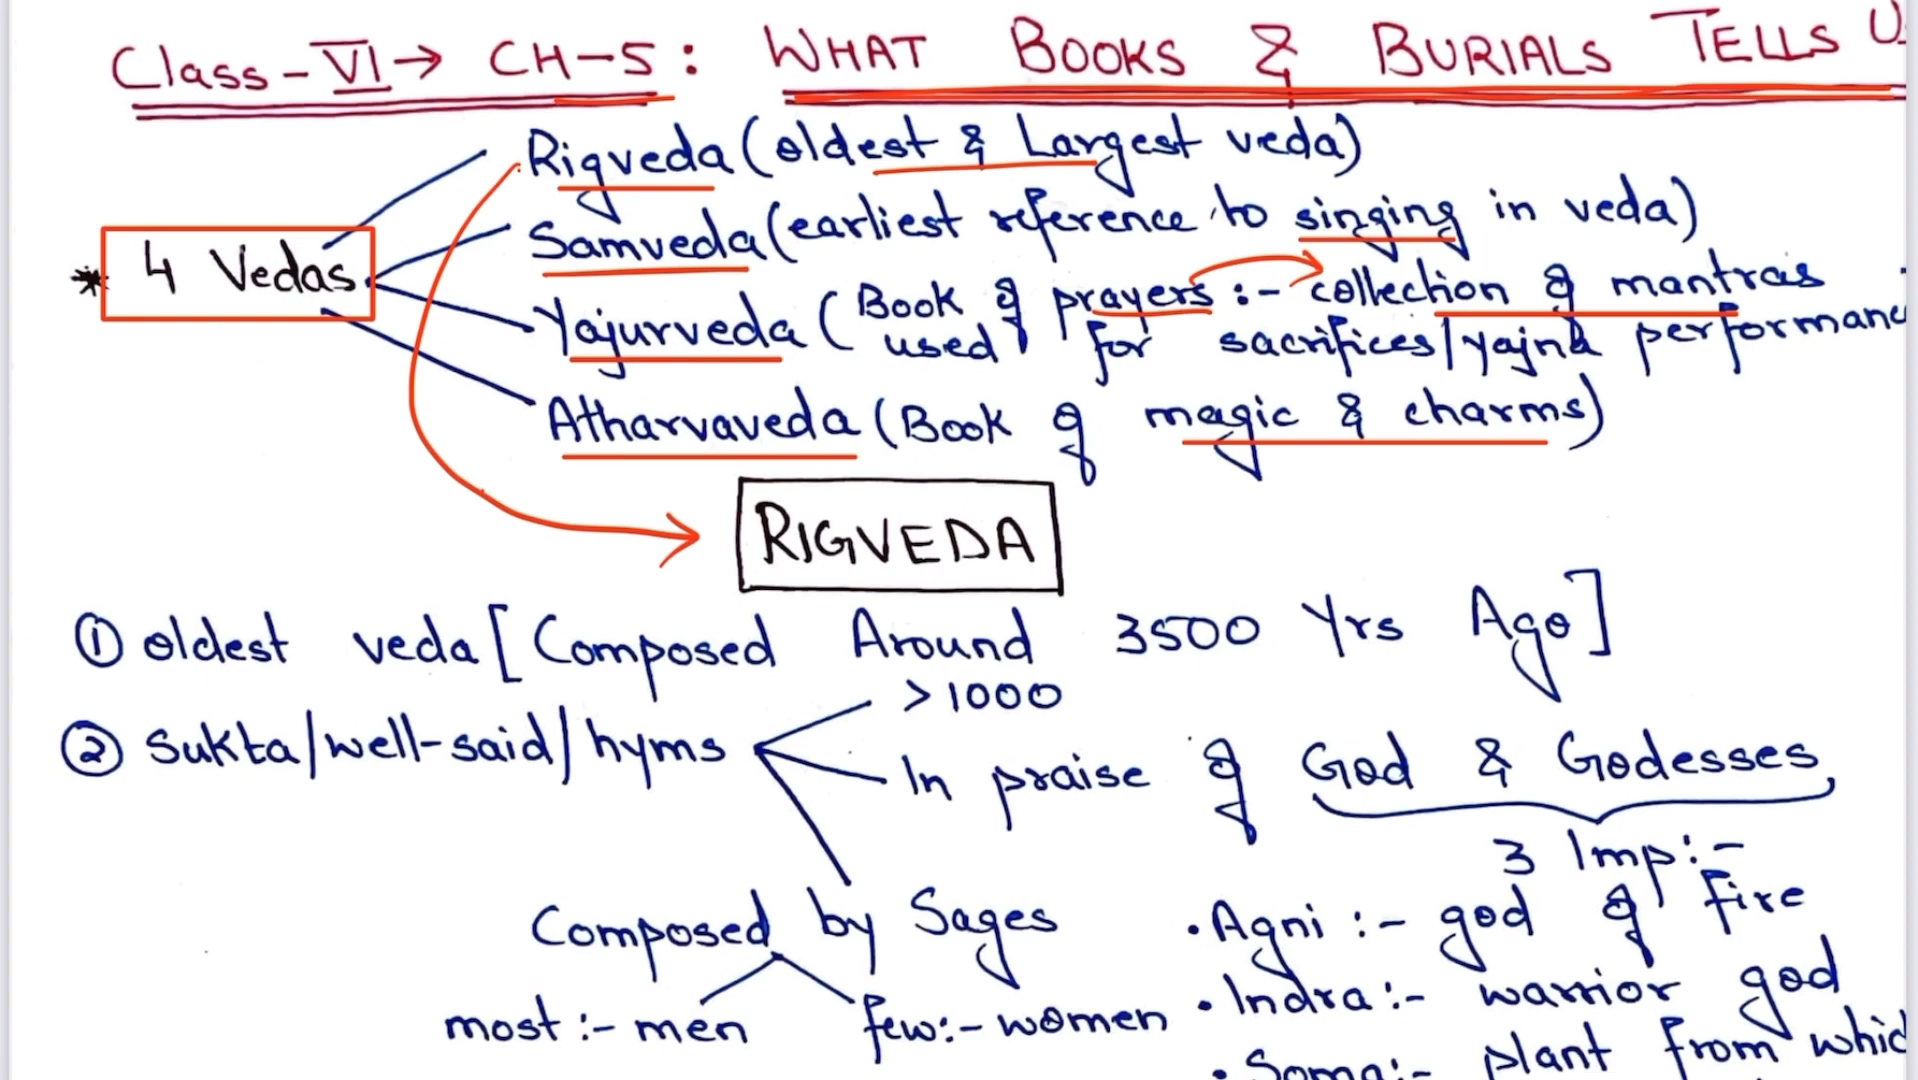 Class-VI→ CH-5: WHAT BOOKS & BURIALS TELLS U
Rigveda (oldest & Largest veda)
Samveda (earliest reference to singing in veda)
* 4 Vedas
Yajurveda (Book of prayers :- collection of mantras
used for sacrifices/yajna performanc
Atharvaveda (Book of magic & charms)
RIGVEDA
① oldest veda [Composed Around 3500 Yrs Ago]
>1000
② Sukta/well-said/hyms
In praise of God & Godesses
3 Imp:-
Composed by Sages
• Agni :- god of fire
most :- men few:- women
• Indra :- warrior god
• Soma:- plant from whic